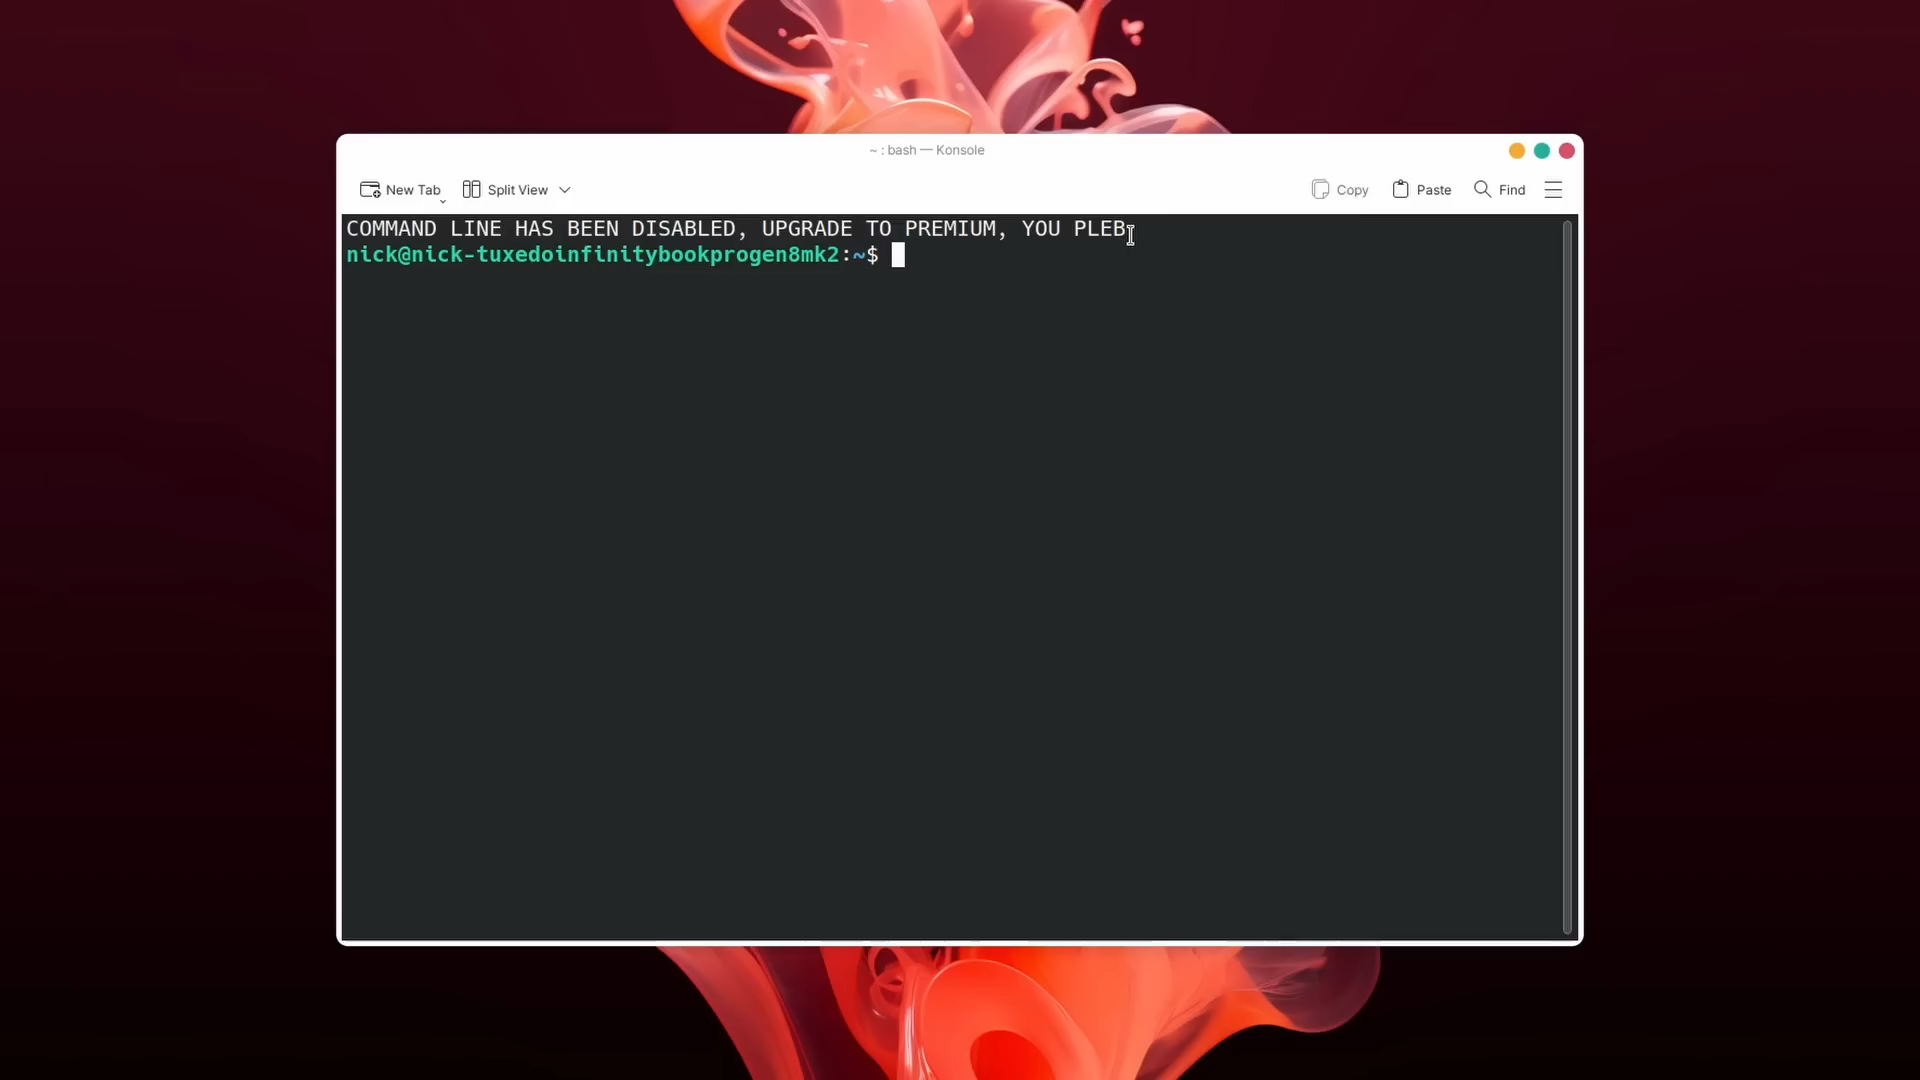 ~ : bash — Konsole
New Tab Split View Copy Paste Find
COMMAND LINE HAS BEEN DISABLED, UPGRADE TO PREMIUM, YOU PLEB
nick@nick-tuxedoinfinitybookprogen8mk2:~$